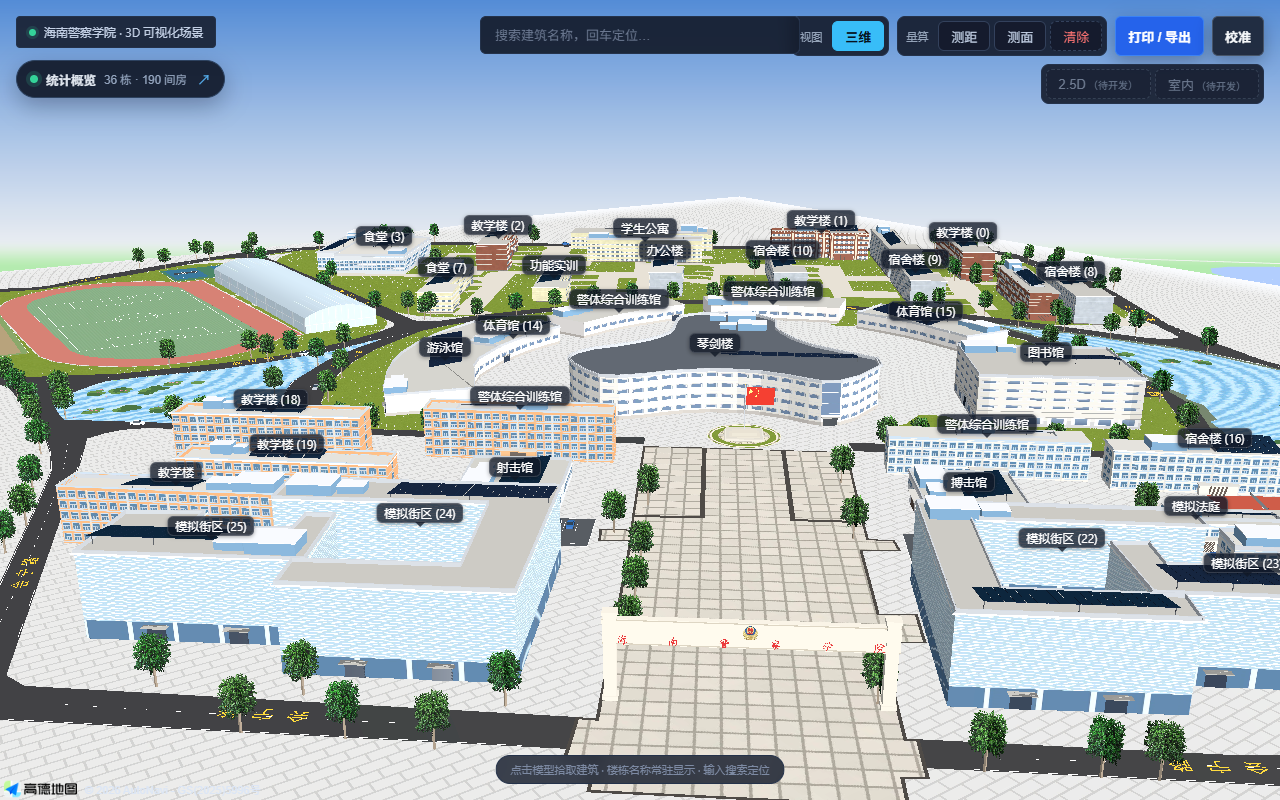 海南警察学院 · 3D 可视化场景
搜索建筑名称，回车定位…
视图
三维
量算
测距
测面
清除
打印 / 导出
校准
统计概览 36 栋 · 190 间房 ↗
2.5D （待开发）
室内 （待开发）
教学楼 (1)
教学楼 (2)
学生公寓
教学楼 (0)
食堂 (3)
办公楼
宿舍楼 (10)
宿舍楼 (9)
食堂 (7)
功能实训
宿舍楼 (8)
警体综合训练馆
警体综合训练馆
体育馆 (14)
体育馆 (15)
游泳馆
琴剑楼
图书馆
教学楼 (18)
警体综合训练馆
警体综合训练馆
宿舍楼 (16)
教学楼 (19)
教学楼
射击馆
搏击馆
模拟法庭
模拟街区 (25)
模拟街区 (24)
模拟街区 (22)
模拟街区 (23
海南警察学院
点击模型拾取建筑 · 楼栋名称常驻显示 · 输入搜索定位
高德地图